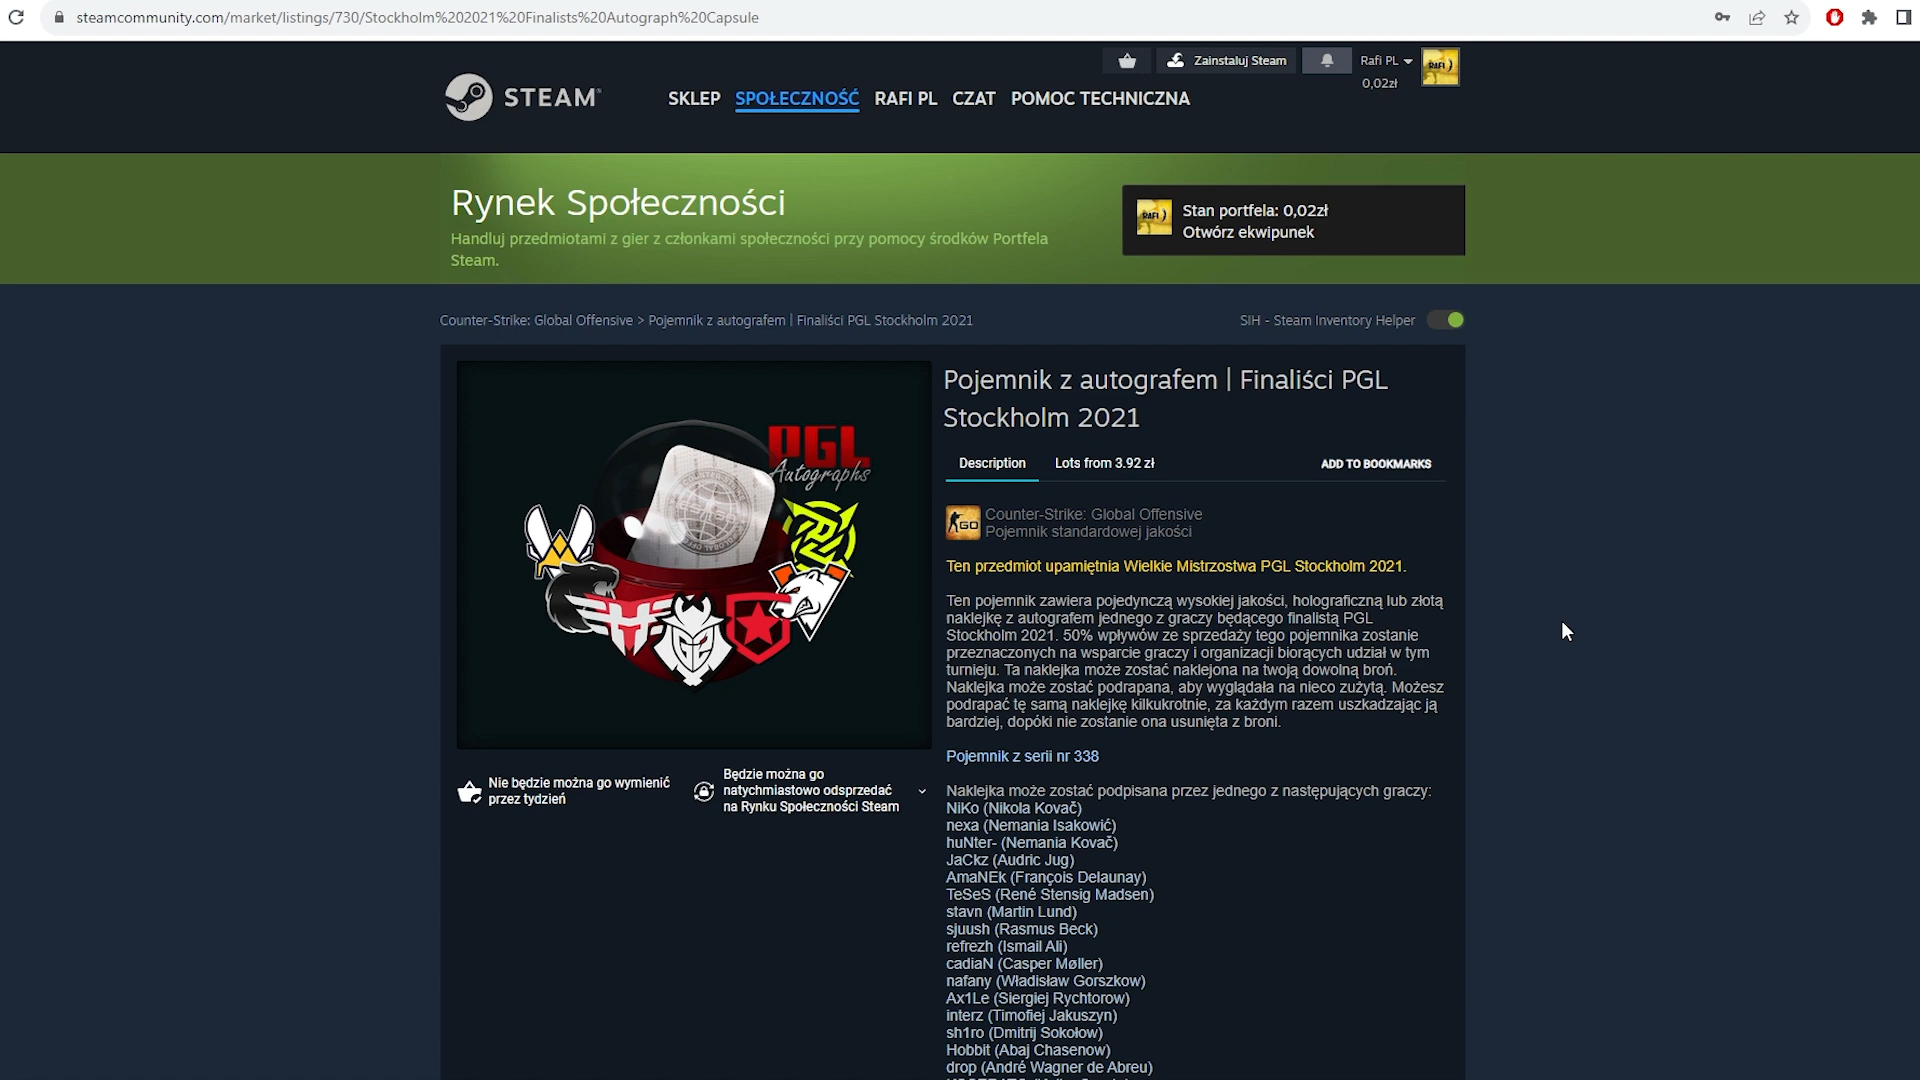 steamcommunity.com/market/listings/730/Stockholm%202021%20Finalists%20Autograph%20Capsule
Zainstaluj Steam
Rafi PL
0,02zł
RAFI )
STEAM
SKLEP
SPOŁECZNOŚĆ
RAFI PL
CZAT
POMOC TECHNICZNA
Rynek Społeczności
Handluj przedmiotami z gier z członkami społeczności przy pomocy środków Portfela
Steam.
RAFI )
Stan portfela: 0,02zł
Otwórz ekwipunek
Counter-Strike: Global Offensive > Pojemnik z autografem | Finaliści PGL Stockholm 2021
SIH - Steam Inventory Helper
PGL
Autographs
Pojemnik z autografem | Finaliści PGL
Stockholm 2021
Description
Lots from 3.92 zł
ADD TO BOOKMARKS
GO
Counter-Strike: Global Offensive
Pojemnik standardowej jakości
Ten przedmiot upamiętnia Wielkie Mistrzostwa PGL Stockholm 2021.
Ten pojemnik zawiera pojedynczą wysokiej jakości, holograficzną lub złotą
naklejkę z autografem jednego z graczy będącego finalistą PGL
Stockholm 2021. 50% wpływów ze sprzedaży tego pojemnika zostanie
przeznaczonych na wsparcie graczy i organizacji biorących udział w tym
turnieju. Ta naklejka może zostać naklejona na twoją dowolną broń.
Naklejka może zostać podrapana, aby wyglądała na nieco zużytą. Możesz
podrapać tę samą naklejkę kilkukrotnie, za każdym razem uszkadzając ją
bardziej, dopóki nie zostanie ona usunięta z broni.
Pojemnik z serii nr 338
Nie będzie można go wymienić
przez tydzień
Będzie można go
natychmiastowo odsprzedać
na Rynku Społeczności Steam
Naklejka może zostać podpisana przez jednego z następujących graczy:
NiKo (Nikola Kovač)
nexa (Nemania Isakowić)
huNter- (Nemania Kovač)
JaCkz (Audric Jug)
AmaNEk (François Delaunay)
TeSeS (René Stensig Madsen)
stavn (Martin Lund)
sjuush (Rasmus Beck)
refrezh (Ismail Ali)
cadiaN (Casper Møller)
nafany (Władisław Gorszkow)
Ax1Le (Siergiej Rychtorow)
interz (Timofiej Jakuszyn)
sh1ro (Dmitrij Sokołow)
Hobbit (Abaj Chasenow)
drop (André Wagner de Abreu)